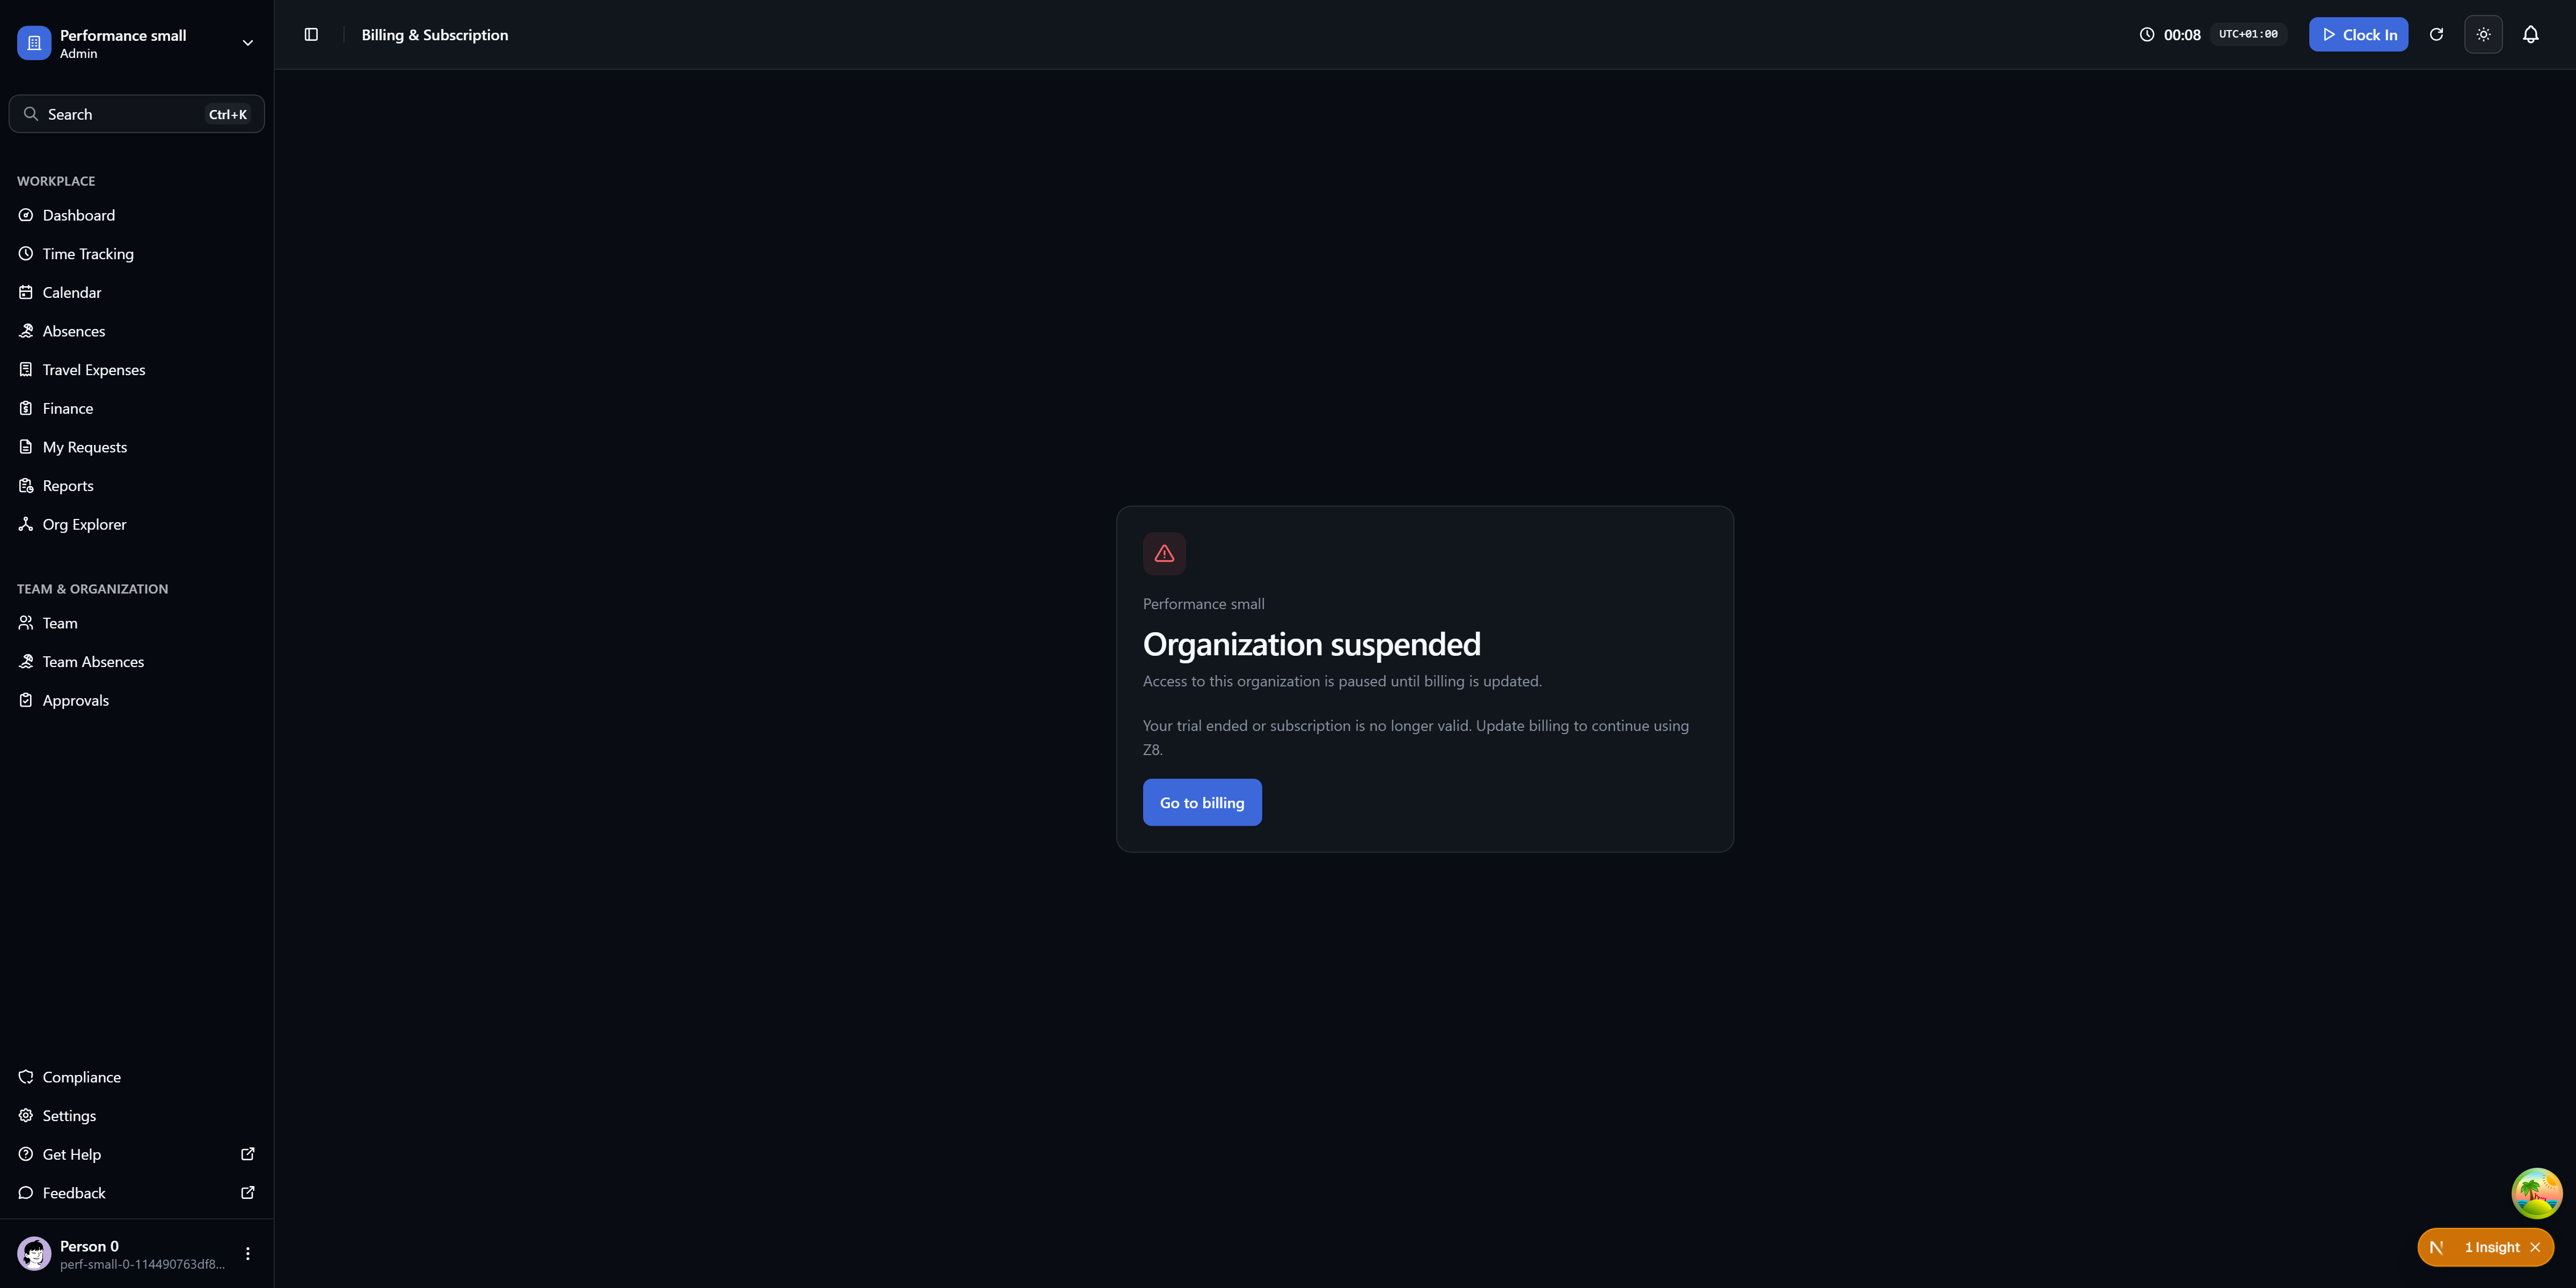 Performance small
Admin
Search
Ctrl+K
WORKPLACE
Dashboard
Time Tracking
Calendar
Absences
Travel Expenses
Finance
My Requests
Reports
Org Explorer
TEAM & ORGANIZATION
Team
Team Absences
Approvals
Compliance
Settings
Get Help
Feedback
Person 0
perf-small-0-114490763df8...
Billing & Subscription
00:08
UTC+01:00
Clock In
Performance small
Organization suspended
Access to this organization is paused until billing is updated.
Your trial ended or subscription is no longer valid. Update billing to continue using
Z8.
Go to billing
1 Insight